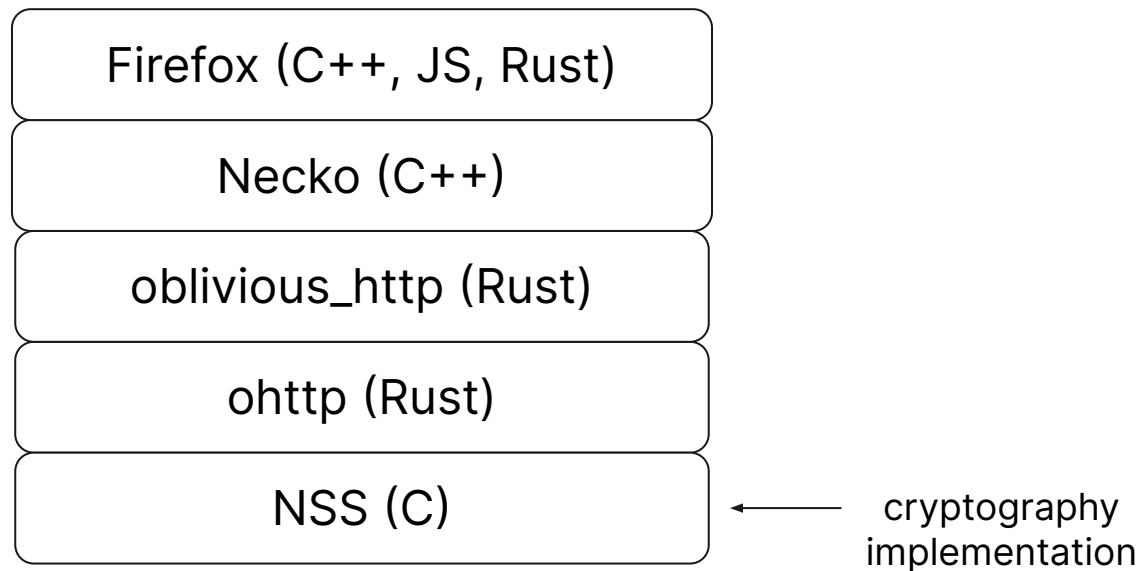 Firefox (C++, JS, Rust)
Necko (C++)
oblivious_http (Rust)
ohttp (Rust)
NSS (C)
cryptography
implementation